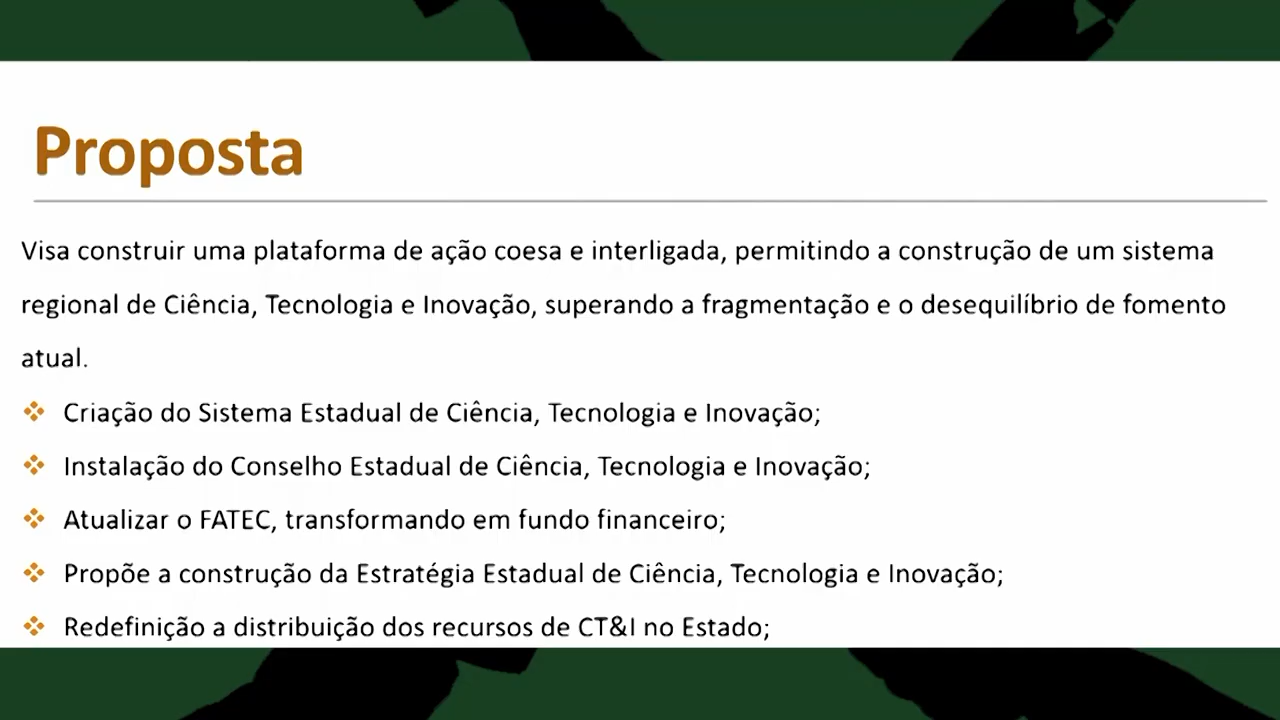 Proposta
Visa construir uma plataforma de ação coesa e interligada, permitindo a construção de um sistema
regional de Ciência, Tecnologia e Inovação, superando a fragmentação e o desequilíbrio de fomento
atual.
❖ Criação do Sistema Estadual de Ciência, Tecnologia e Inovação;
❖ Instalação do Conselho Estadual de Ciência, Tecnologia e Inovação;
❖ Atualizar o FATEC, transformando em fundo financeiro;
❖ Propõe a construção da Estratégia Estadual de Ciência, Tecnologia e Inovação;
❖ Redefinição a distribuição dos recursos de CT&I no Estado;